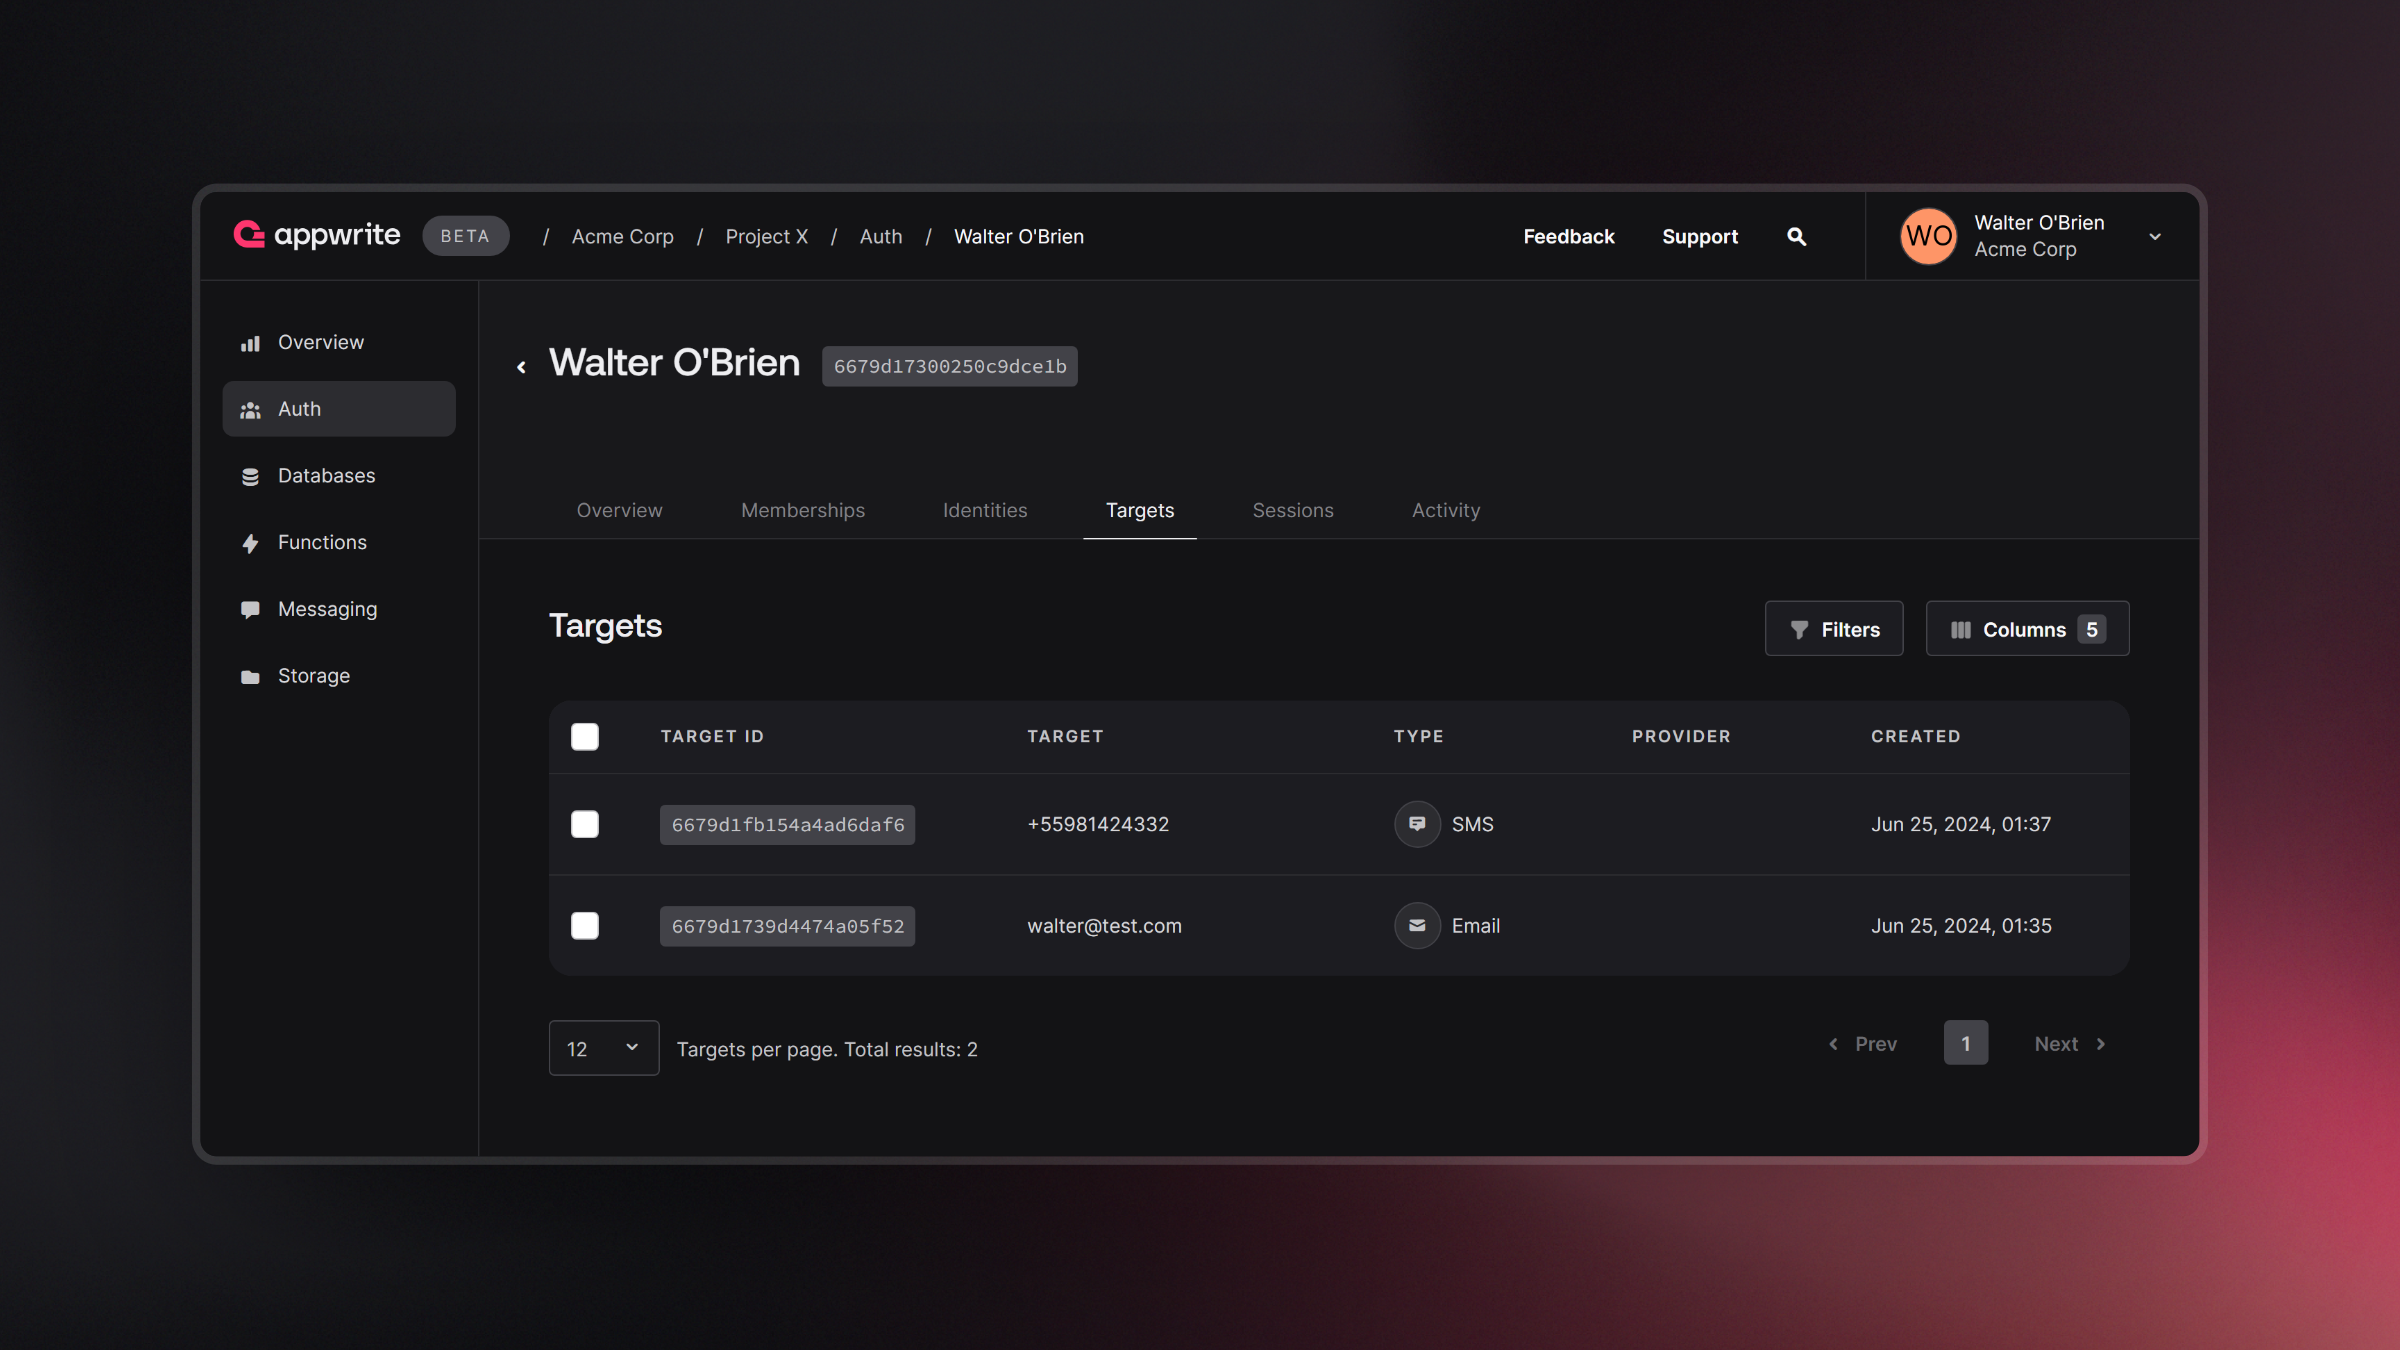 appwrite BETA / Acme Corp / Project X / Auth / Walter O'Brien Feedback Support WO Walter O'Brien
Acme Corp
Overview
Auth
Databases
Functions
Messaging
Storage
Walter O'Brien 6679d17300250c9dce1b
Overview Memberships Identities Targets Sessions Activity
Targets Filters Columns 5
TARGET ID TARGET TYPE PROVIDER CREATED
6679d1fb154a4ad6daf6 +55981424332 SMS Jun 25, 2024, 01:37
6679d1739d4474a05f52 walter@test.com Email Jun 25, 2024, 01:35
12 Targets per page. Total results: 2 Prev 1 Next